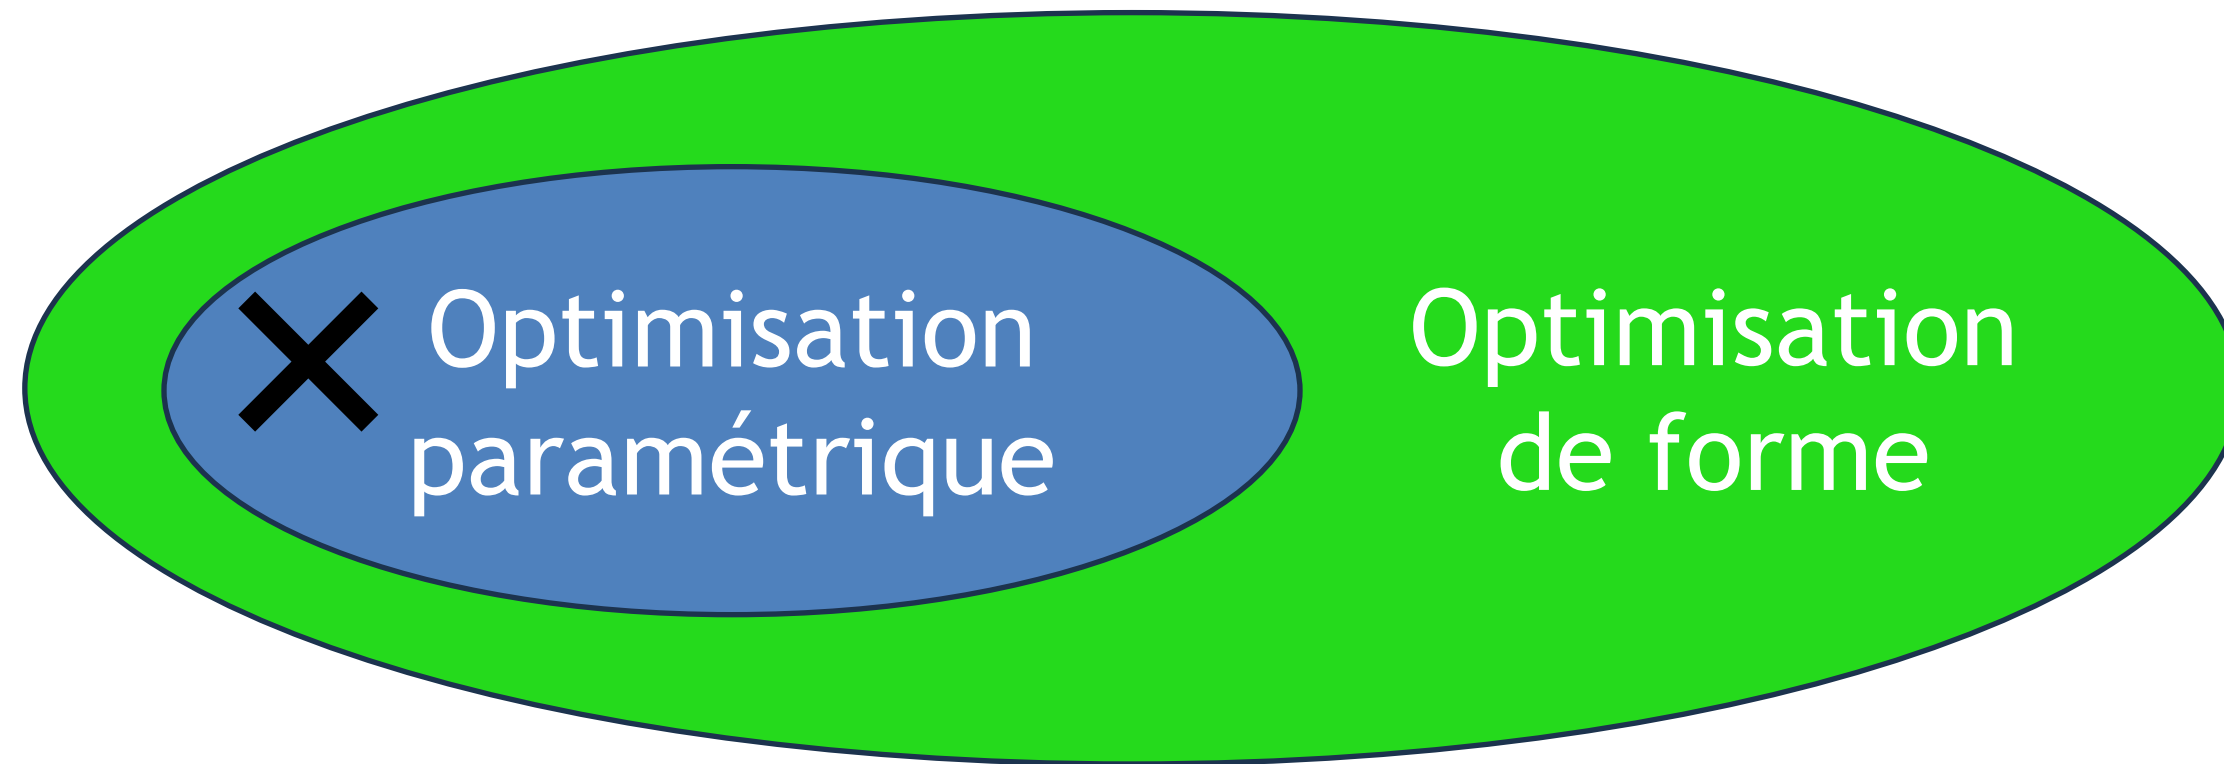 Optimisation
paramétrique
Optimisation
de forme